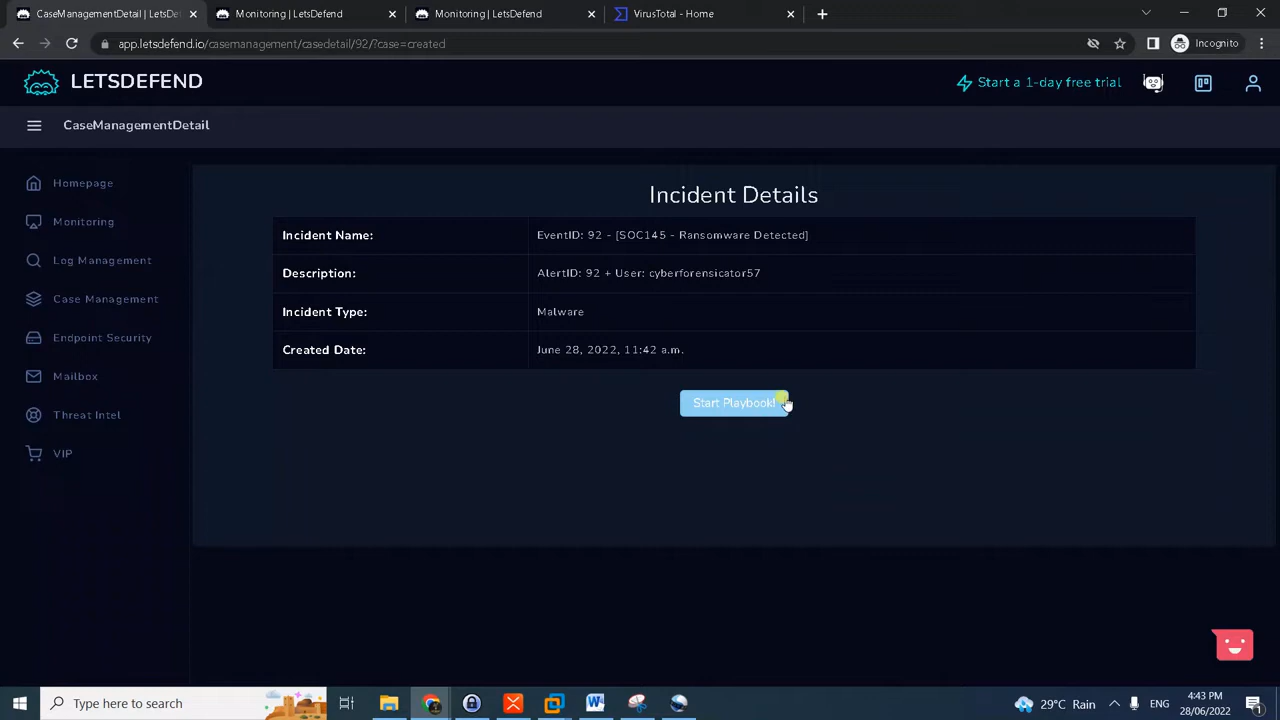 CaseManagementDetail | LetsDe
Monitoring | LetsDefend
Monitoring | LetsDefend
VirusTotal - Home
app.letsdefend.io/casemanagement/casedetail/92/?case=created
Incognito
LETSDEFEND
Start a 1-day free trial
CaseManagementDetail
Homepage
Monitoring
Log Management
Case Management
Endpoint Security
Mailbox
Threat Intel
VIP
Incident Details
Incident Name: EventID: 92 - [SOC145 - Ransomware Detected]
Description: AlertID: 92 + User: cyberforensicator57
Incident Type: Malware
Created Date: June 28, 2022, 11:42 a.m.
Start Playbook!
Type here to search
29°C Rain
ENG
4:43 PM
28/06/2022
1